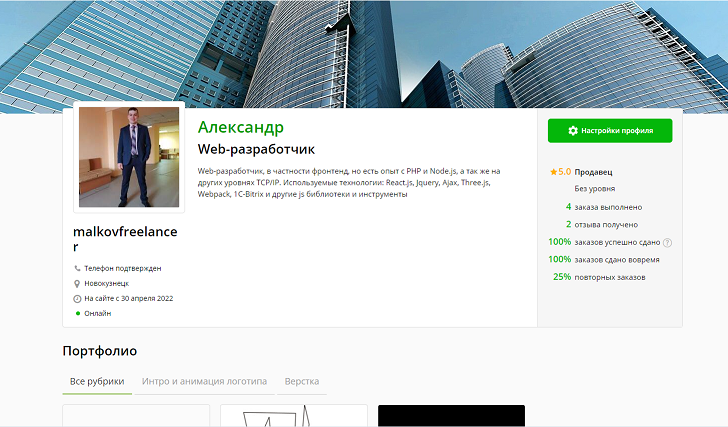 Александр
Web-разработчик
Web-разработчик, в частности фронтенд, но есть опыт с PHP и Node.js, а так же на
других уровнях TCP/IP. Используемые технологии: React.js, Jquery, Ajax, Three.js,
Webpack, 1C-Bitrix и другие js библиотеки и инструменты
malkovfreelance
r
Телефон подтвержден
Новокузнецк
На сайте с 30 апреля 2022
Онлайн
Настройки профиля
5.0 Продавец
Без уровня
4 заказа выполнено
2 отзыва получено
100% заказов успешно сдано ?
100% заказов сдано вовремя
25% повторных заказов
Портфолио
Все рубрики Интро и анимация логотипа Верстка